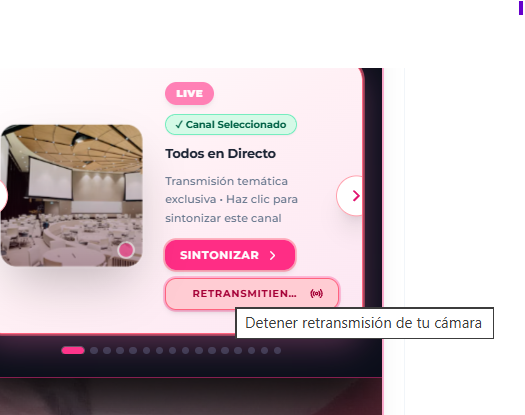 LIVE
✓ Canal Seleccionado
Todos en Directo
Transmisión temática
exclusiva • Haz clic para
sintonizar este canal
SINTONIZAR
RETRANSMITIEN...
Detener retransmisión de tu cámara